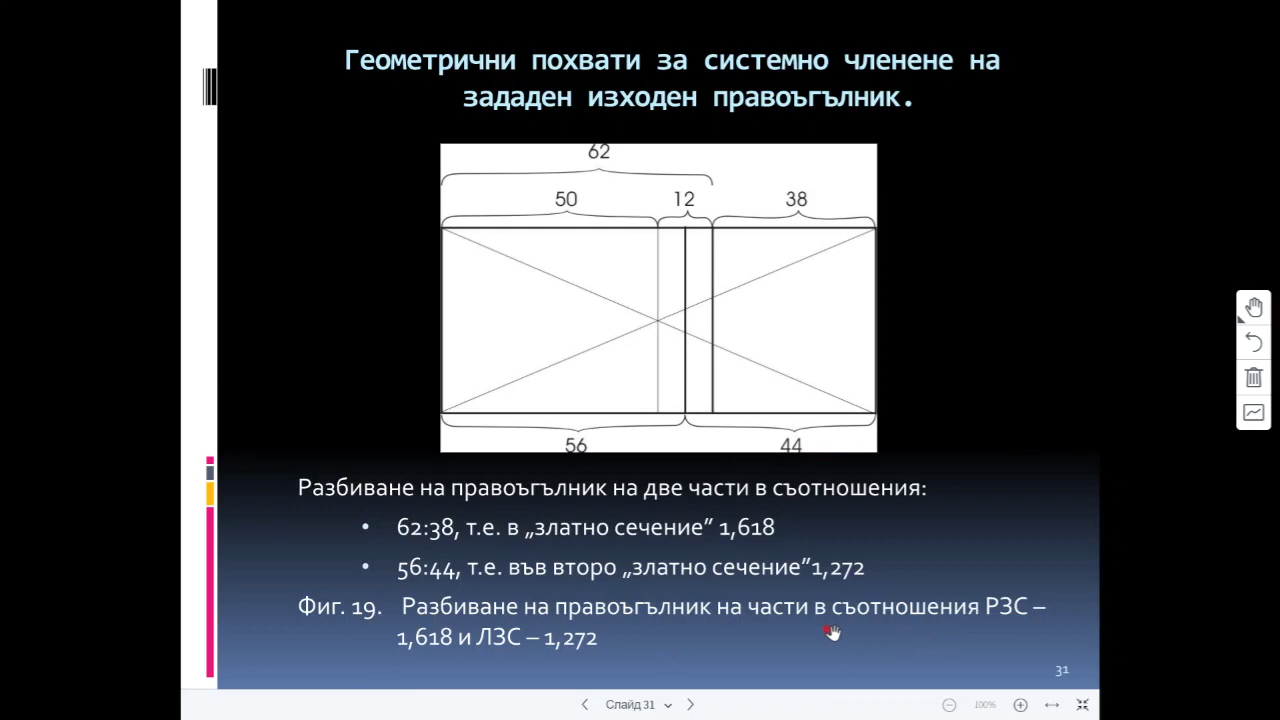 Геометрични похвати за системно членене на
зададен изходен правоъгълник.
62
50 12 38
56 44
Разбиване на правоъгълник на две части в съотношения:
• 62:38, т.е. в „златно сечение” 1,618
• 56:44, т.е. във второ „златно сечение”1,272
Фиг. 19. Разбиване на правоъгълник на части в съотношения РЗС –
1,618 и ЛЗС – 1,272
31
Слайд 31
100%